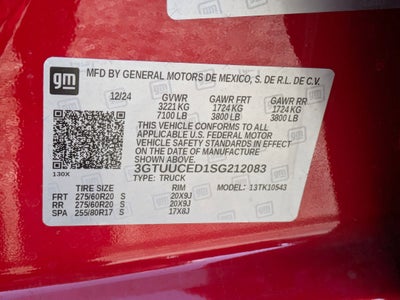 gm
MFD BY GENERAL MOTORS DE MEXICO, S. DE R.L. DE C.V.
12/24 GVWR GAWR FRT GAWR RR
3221 KG 1724 KG 1724 KG
7100 LB 3800 LB 3800 LB
THIS VEHICLE CONFORMS TO ALL
APPLICABLE U.S. FEDERAL MOTOR
VEHICLE SAFETY STANDARDS IN EFFECT
ON THE DATE OF MANUFACTURE SHOWN ABOVE.
3GTUUCED1SG212083
130X TYPE: TRUCK
TIRE SIZE RIM MODEL: 13TK10543
FRT 275/60R20 S 20X9J
RR 275/60R20 S 20X9J
SPA 255/80R17 S 17X8J